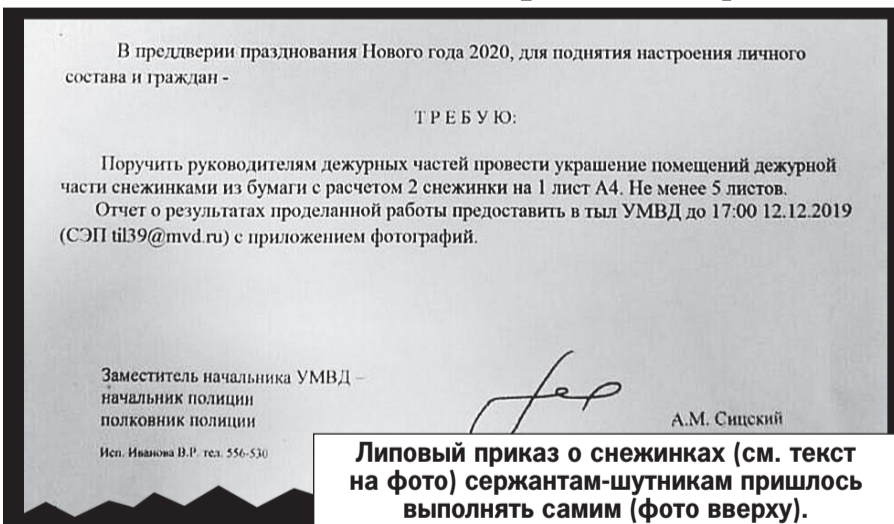 В преддверии празднования Нового года 2020, для поднятия настроения личного
состава и граждан -
Т Р Е Б У Ю:
Поручить руководителям дежурных частей провести украшение помещений дежурной
части снежинками из бумаги с расчетом 2 снежинки на 1 лист А4. Не менее 5 листов.
Отчет о результатах проделанной работы предоставить в тыл УМВД до 17:00 12.12.2019
(СЭП til39@mvd.ru) с приложением фотографий.
Заместитель начальника УМВД –
начальник полиции
полковник полиции
А.М. Сицский
Исп. Иванова В.Р. тел. 556-530
Липовый приказ о снежинках (см. текст
на фото) сержантам-шутникам пришлось
выполнять самим (фото вверху).